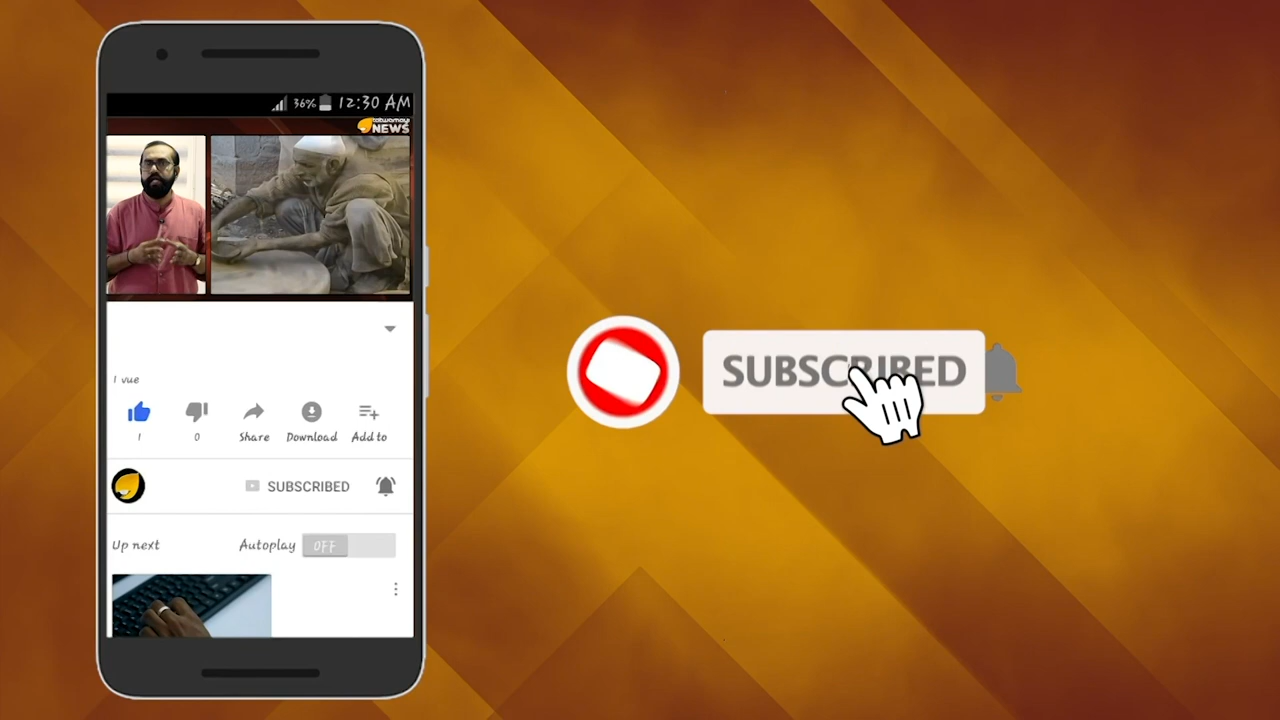 36% 12:30 AM
tatwamayi
NEWS
1 vue
1
0
Share
Download
Add to
SUBSCRIBED
Up next
Autoplay
OFF
SUBSCRIBED